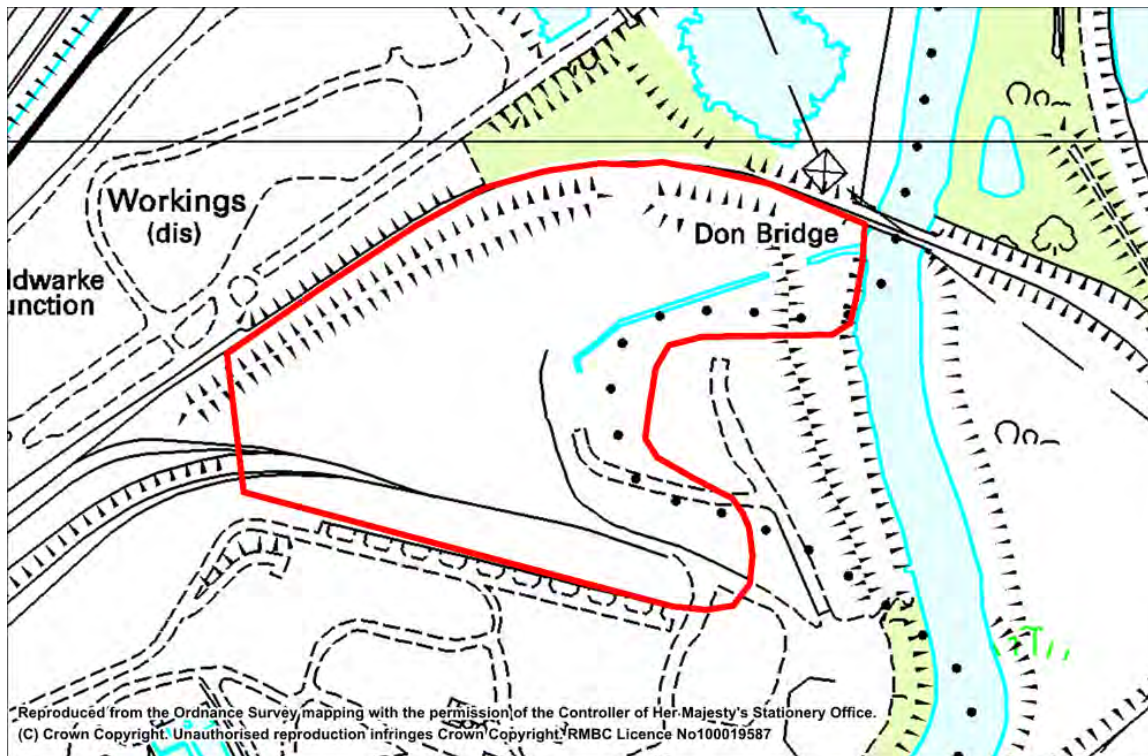 Workings
(dis)
Don Bridge
ldwarke
unction
Reproduced from the Ordnance Survey mapping with the permission of the Controller of Her Majesty's Stationery Office.
(C) Crown Copyright. Unauthorised reproduction infringes Crown Copyright. RMBC Licence No100019587